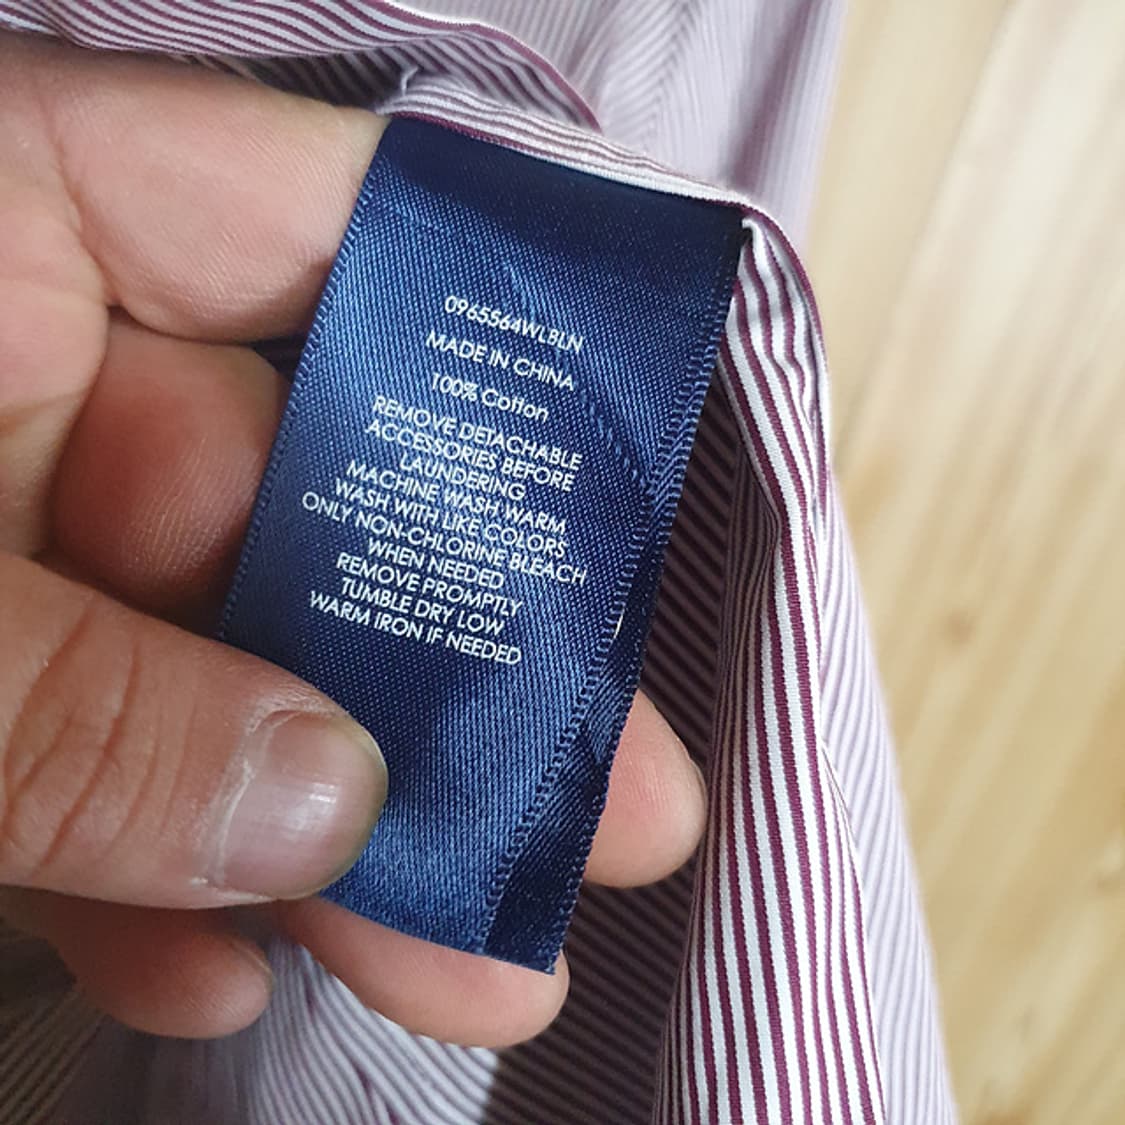 0965564WLBLN
MADE IN CHINA
100% Cotton
REMOVE DETACHABLE
ACCESSORIES BEFORE
LAUNDERING
MACHINE WASH WARM
WASH WITH LIKE COLORS
ONLY NON-CHLORINE BLEACH
WHEN NEEDED
REMOVE PROMPTLY
TUMBLE DRY LOW
WARM IRON IF NEEDED